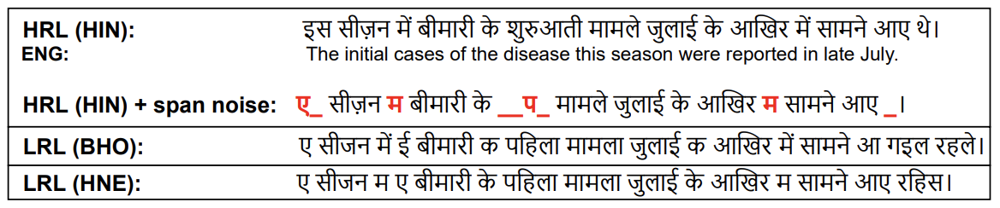 HRL (HIN): इस सीज़न में बीमारी के शुरुआती मामले जुलाई के आखिर में सामने आए थे।
ENG: The initial cases of the disease this season were reported in late July.
HRL (HIN) + span noise: ए_ सीज़न म बीमारी के __प_ मामले जुलाई के आखिर म सामने आए _।
LRL (BHO): ए सीजन में ई बीमारी क पहिला मामला जुलाई क आखिर में सामने आ गइल रहले।
LRL (HNE): ए सीजन म ए बीमारी के पहिला मामला जुलाई के आखिर म सामने आए रहिस।